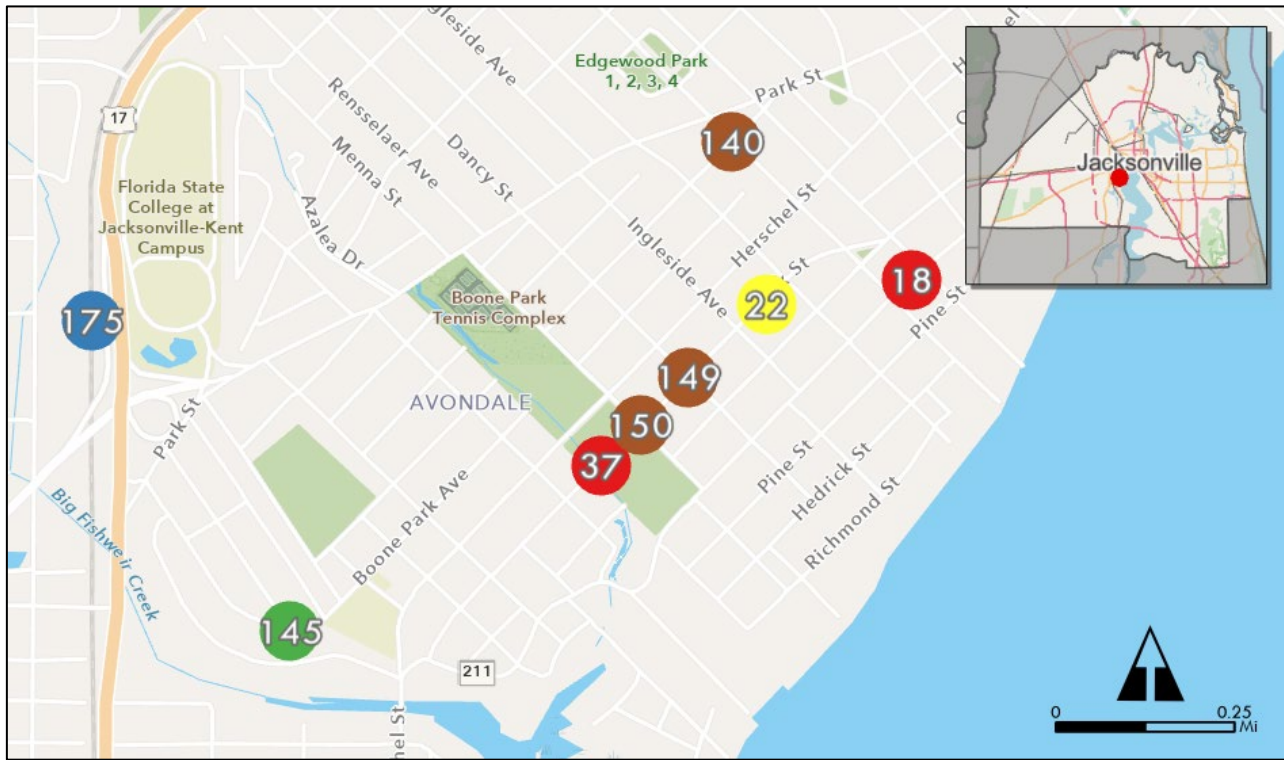 Ingleside Ave
Edgewood Park
1, 2, 3, 4
Park St
Jacksonville
17
Rensselaer Ave
Menna St
Dancy St
140
Florida State
College at
Jacksonville-Kent
Campus
Azalea Dr
Ingleside Ave
Herschel St
18
Boone Park
Tennis Complex
22
St
Pine St
175
149
AVONDALE
150
Park St
37
Pine St
Hedrick St
Richmond St
Boone Park Ave
Big Fishweir Creek
145
211
0
0.25
Mi